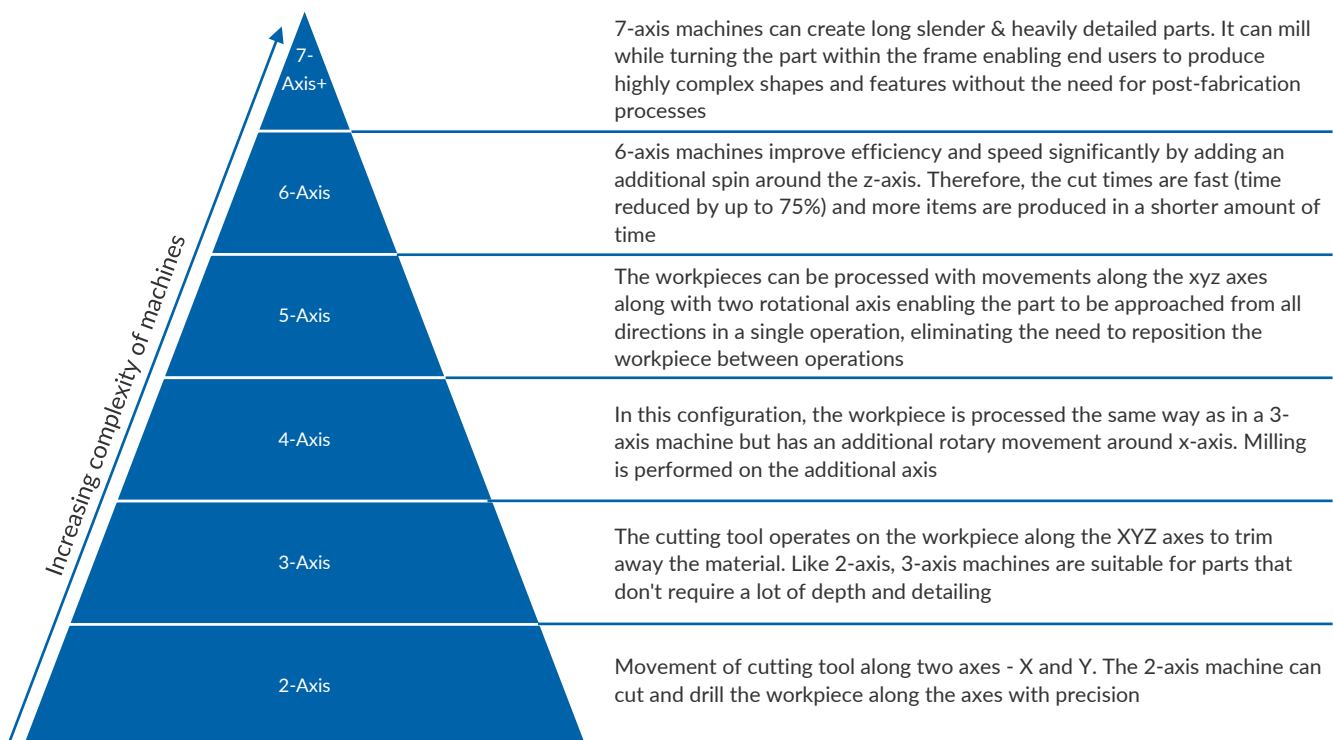 7-
Axis+
7-axis machines can create long slender & heavily detailed parts. It can mill
while turning the part within the frame enabling end users to produce
highly complex shapes and features without the need for post-fabrication
processes
6-Axis
6-axis machines improve efficiency and speed significantly by adding an
additional spin around the z-axis. Therefore, the cut times are fast (time
reduced by up to 75%) and more items are produced in a shorter amount of
time
5-Axis
The workpieces can be processed with movements along the xyz axes
along with two rotational axis enabling the part to be approached from all
directions in a single operation, eliminating the need to reposition the
workpiece between operations
4-Axis
In this configuration, the workpiece is processed the same way as in a 3-
axis machine but has an additional rotary movement around x-axis. Milling
is performed on the additional axis
3-Axis
The cutting tool operates on the workpiece along the XYZ axes to trim
away the material. Like 2-axis, 3-axis machines are suitable for parts that
don't require a lot of depth and detailing
2-Axis
Movement of cutting tool along two axes - X and Y. The 2-axis machine can
cut and drill the workpiece along the axes with precision
Increasing complexity of machines